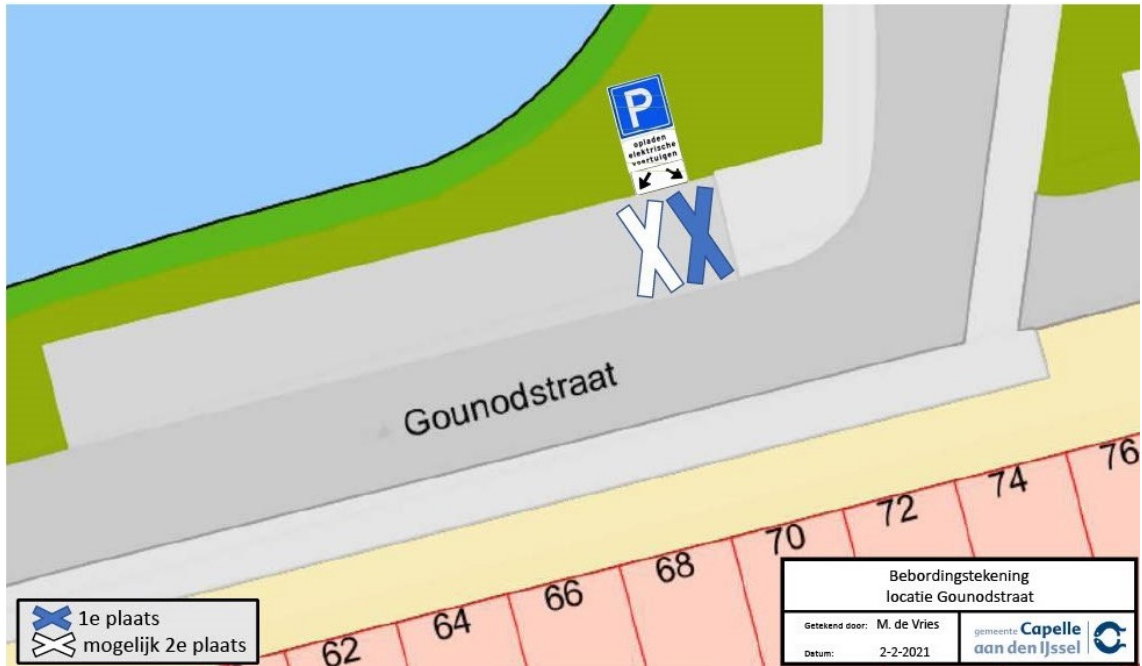 P
opladen
elektrische
voertuigen
Gounodstraat
62
64
66
68
70
72
74
76
1e plaats
mogelijk 2e plaats
Bebordingstekening
locatie Gounodstraat
Getekend door: M. de Vries
Datum: 2-2-2021
gemeente Capelle
aan den IJssel